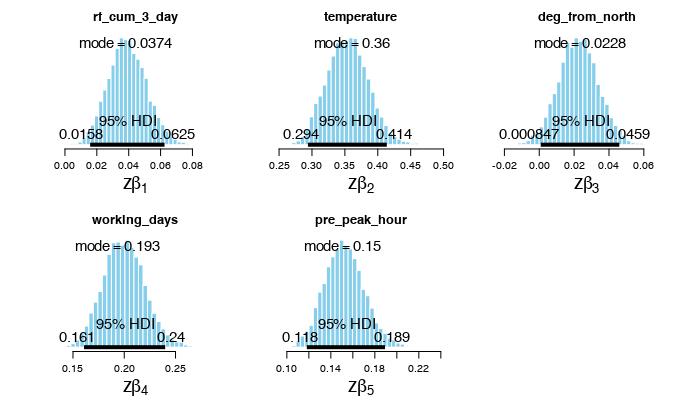 rf_cum_3_day
mode = 0.0374
95% HDI
0.0158 0.0625
0.00 0.02 0.04 0.06 0.08
Zβ1
temperature
mode = 0.36
95% HDI
0.294 0.414
0.25 0.30 0.35 0.40 0.45 0.50
Zβ2
deg_from_north
mode = 0.0228
95% HDI
0.000847 0.0459
-0.02 0.00 0.02 0.04 0.06
Zβ3
working_days
mode = 0.193
95% HDI
0.161 0.24
0.15 0.20 0.25
Zβ4
pre_peak_hour
mode = 0.15
95% HDI
0.118 0.189
0.10 0.14 0.18 0.22
Zβ5